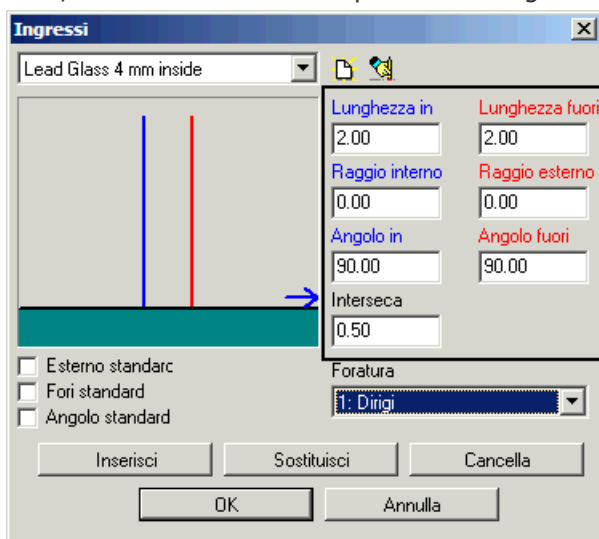 Ingressi
Lead Glass 4 mm inside
Lunghezza in Lunghezza fuori
2.00 2.00
Raggio interno Raggio esterno
0.00 0.00
Angolo in Angolo fuori
90.00 90.00
Interseca
0.50
Esterno standarc
Fori standard
Angolo standard
Foratura
1: Dirigi
Inserisci Sostituisci Cancella
OK Annulla